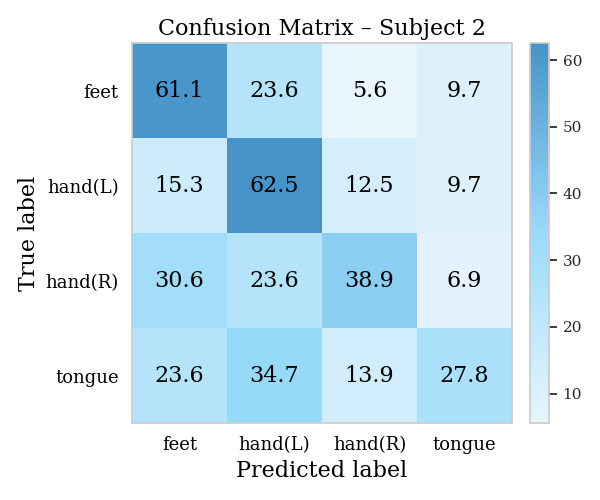 Confusion Matrix – Subject 2
feet 61.1 23.6 5.6 9.7
hand(L) 15.3 62.5 12.5 9.7
hand(R) 30.6 23.6 38.9 6.9
tongue 23.6 34.7 13.9 27.8
feet hand(L) hand(R) tongue
Predicted label
True label
60
50
40
30
20
10